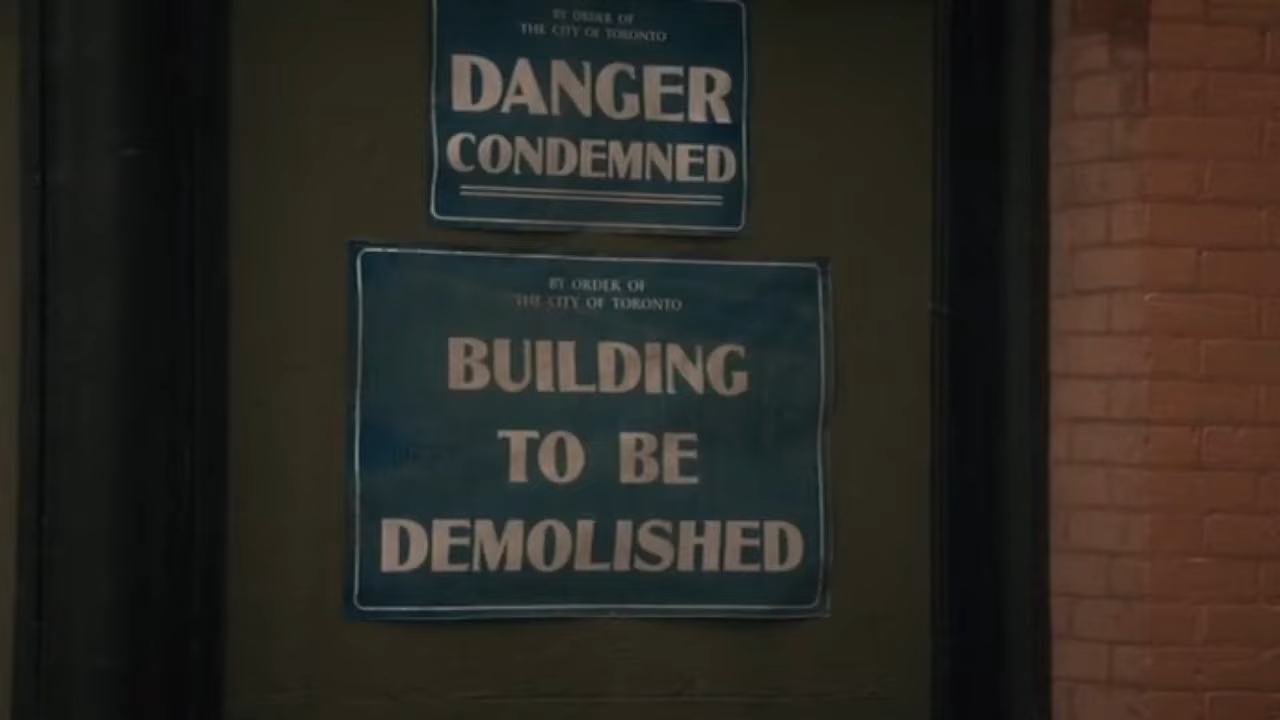 BY ORDER OF
THE CITY OF TORONTO
DANGER
CONDEMNED
BY ORDER OF
THE CITY OF TORONTO
BUILDING
TO BE
DEMOLISHED